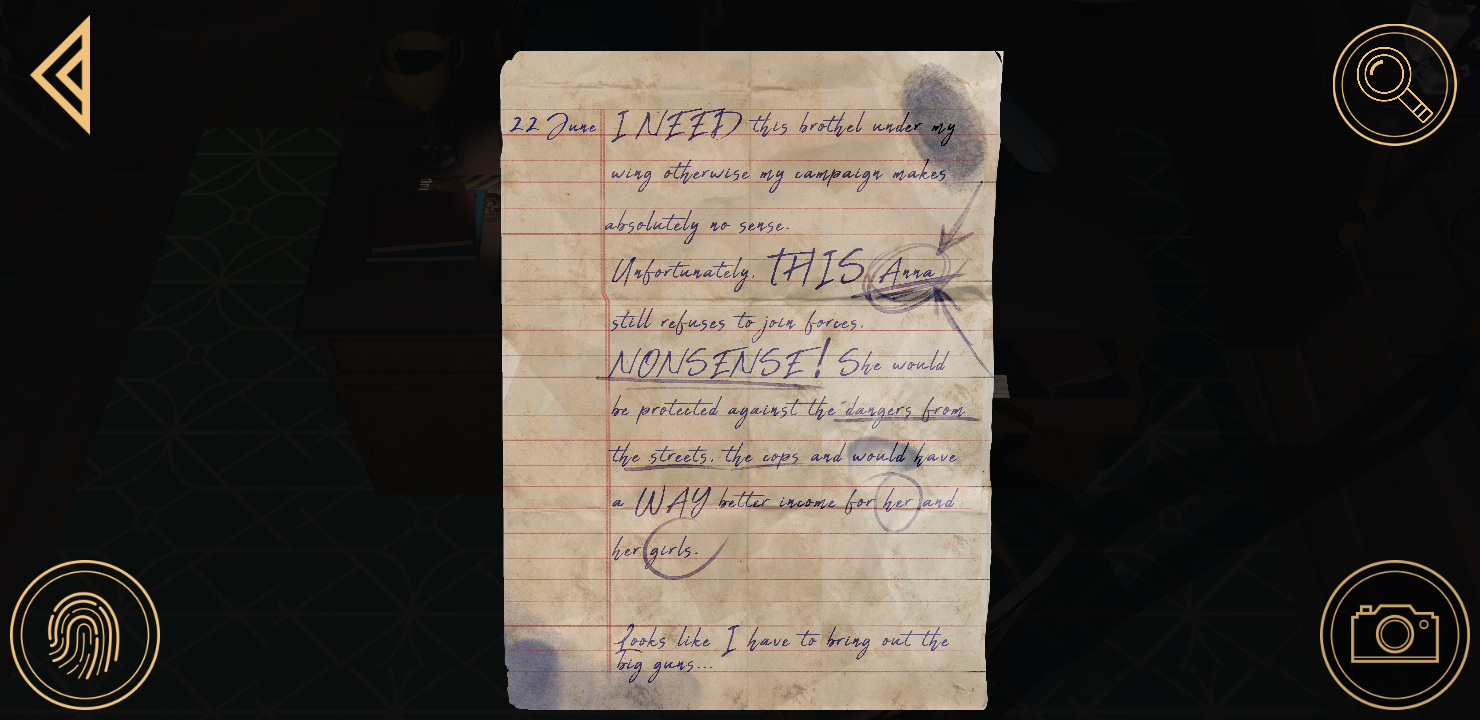 22 June I NEED this brothel under my
wing otherwise my campaign makes
absolutely no sense.
Unfortunately, THIS Anna
still refuses to join forces.
NONSENSE! She would
be protected against the dangers from
the streets, the cops and would have
a WAY better income for her and
her girls.
Looks like I have to bring out the
big guns...